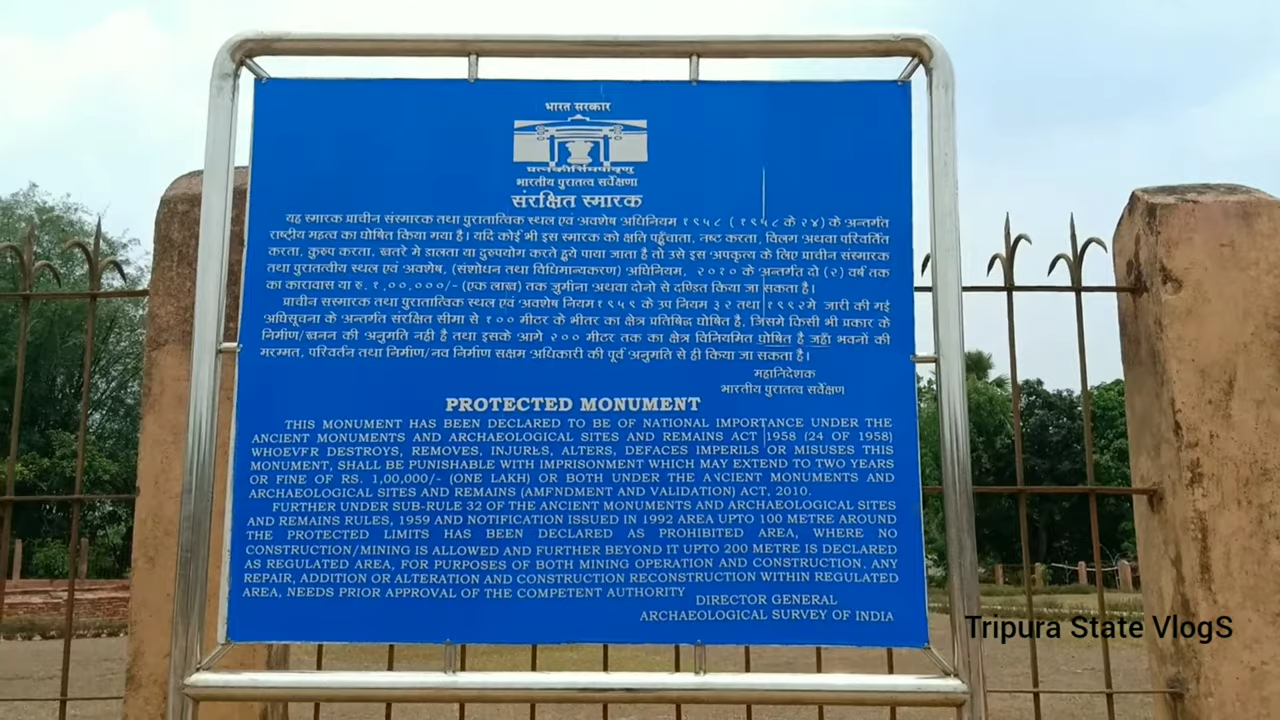 भारत सरकार
प्रत्नकीर्तिमपावृणु
भारतीय पुरातत्व सर्वेक्षणा
संरक्षित स्मारक
यह स्मारक प्राचीन संस्मारक तथा पुरातात्विक स्थल एवं अवशेष अधिनियम १९५८ ( १९५८ के २४) के अन्तर्गत
राष्ट्रीय महत्व का घोषित किया गया है। यदि कोई भी इस स्मारक को क्षति पहुँचाता, नष्ट करता, विलग अथवा परिवर्तित
करता, कुरुप करता, खतरे मे डालता या दुरुपयोग करते हुये पाया जाता है तो उसे इस अपकृत्य के लिए प्राचीन संस्मारक
तथा पुरातत्वीय स्थल एवं अवशेष, (संशोधन तथा विधिमान्यकरण) अधिनियम, २०१० के अन्तर्गत दो (२) वर्ष तक
का कारावास या रु. १,००,०००/- (एक लाख) तक जुर्माना अथवा दोनो से दण्डित किया जा सकता है।
प्राचीन सस्मारक तथा पुरातात्विक स्थल एवं अवशेष नियम १९५९ के उप नियम ३२ तथा १९९२मे जारी की गई
अधिसूचना के अन्तर्गत संरक्षित सीमा से १०० मीटर के भीतर का क्षेत्र प्रतिषिद्ध घोषित है, जिसमे किसी भी प्रकार के
निर्माण/खनन की अनुमति नही है तथा इसके आगे २०० मीटर तक का क्षेत्र विनियमित घोषित है जहाँ भवनों की
मरम्मत, परिवर्तन तथा निर्माण/नव निर्माण सक्षम अधिकारी की पूर्व अनुमति से ही किया जा सकता है।
महानिदेशक
भारतीय पुरातत्व सर्वेक्षण
PROTECTED MONUMENT
THIS MONUMENT HAS BEEN DECLARED TO BE OF NATIONAL IMPORTANCE UNDER THE
ANCIENT MONUMENTS AND ARCHAEOLOGICAL SITES AND REMAINS ACT 1958 (24 OF 1958)
WHOEVER DESTROYS, REMOVES, INJURES, ALTERS, DEFACES IMPERILS OR MISUSES THIS
MONUMENT, SHALL BE PUNISHABLE WITH IMPRISONMENT WHICH MAY EXTEND TO TWO YEARS
OR FINE OF RS. 1,00,000/- (ONE LAKH) OR BOTH UNDER THE ANCIENT MONUMENTS AND
ARCHAEOLOGICAL SITES AND REMAINS (AMENDMENT AND VALIDATION) ACT, 2010.
FURTHER UNDER SUB-RULE 32 OF THE ANCIENT MONUMENTS AND ARCHAEOLOGICAL SITES
AND REMAINS RULES, 1959 AND NOTIFICATION ISSUED IN 1992 AREA UPTO 100 METRE AROUND
THE PROTECTED LIMITS HAS BEEN DECLARED AS PROHIBITED AREA, WHERE NO
CONSTRUCTION/MINING IS ALLOWED AND FURTHER BEYOND IT UPTO 200 METRE IS DECLARED
AS REGULATED AREA, FOR PURPOSES OF BOTH MINING OPERATION AND CONSTRUCTION. ANY
REPAIR, ADDITION OR ALTERATION AND CONSTRUCTION RECONSTRUCTION WITHIN REGULATED
AREA, NEEDS PRIOR APPROVAL OF THE COMPETENT AUTHORITY
DIRECTOR GENERAL
ARCHAEOLOGICAL SURVEY OF INDIA
Tripura State VlogS